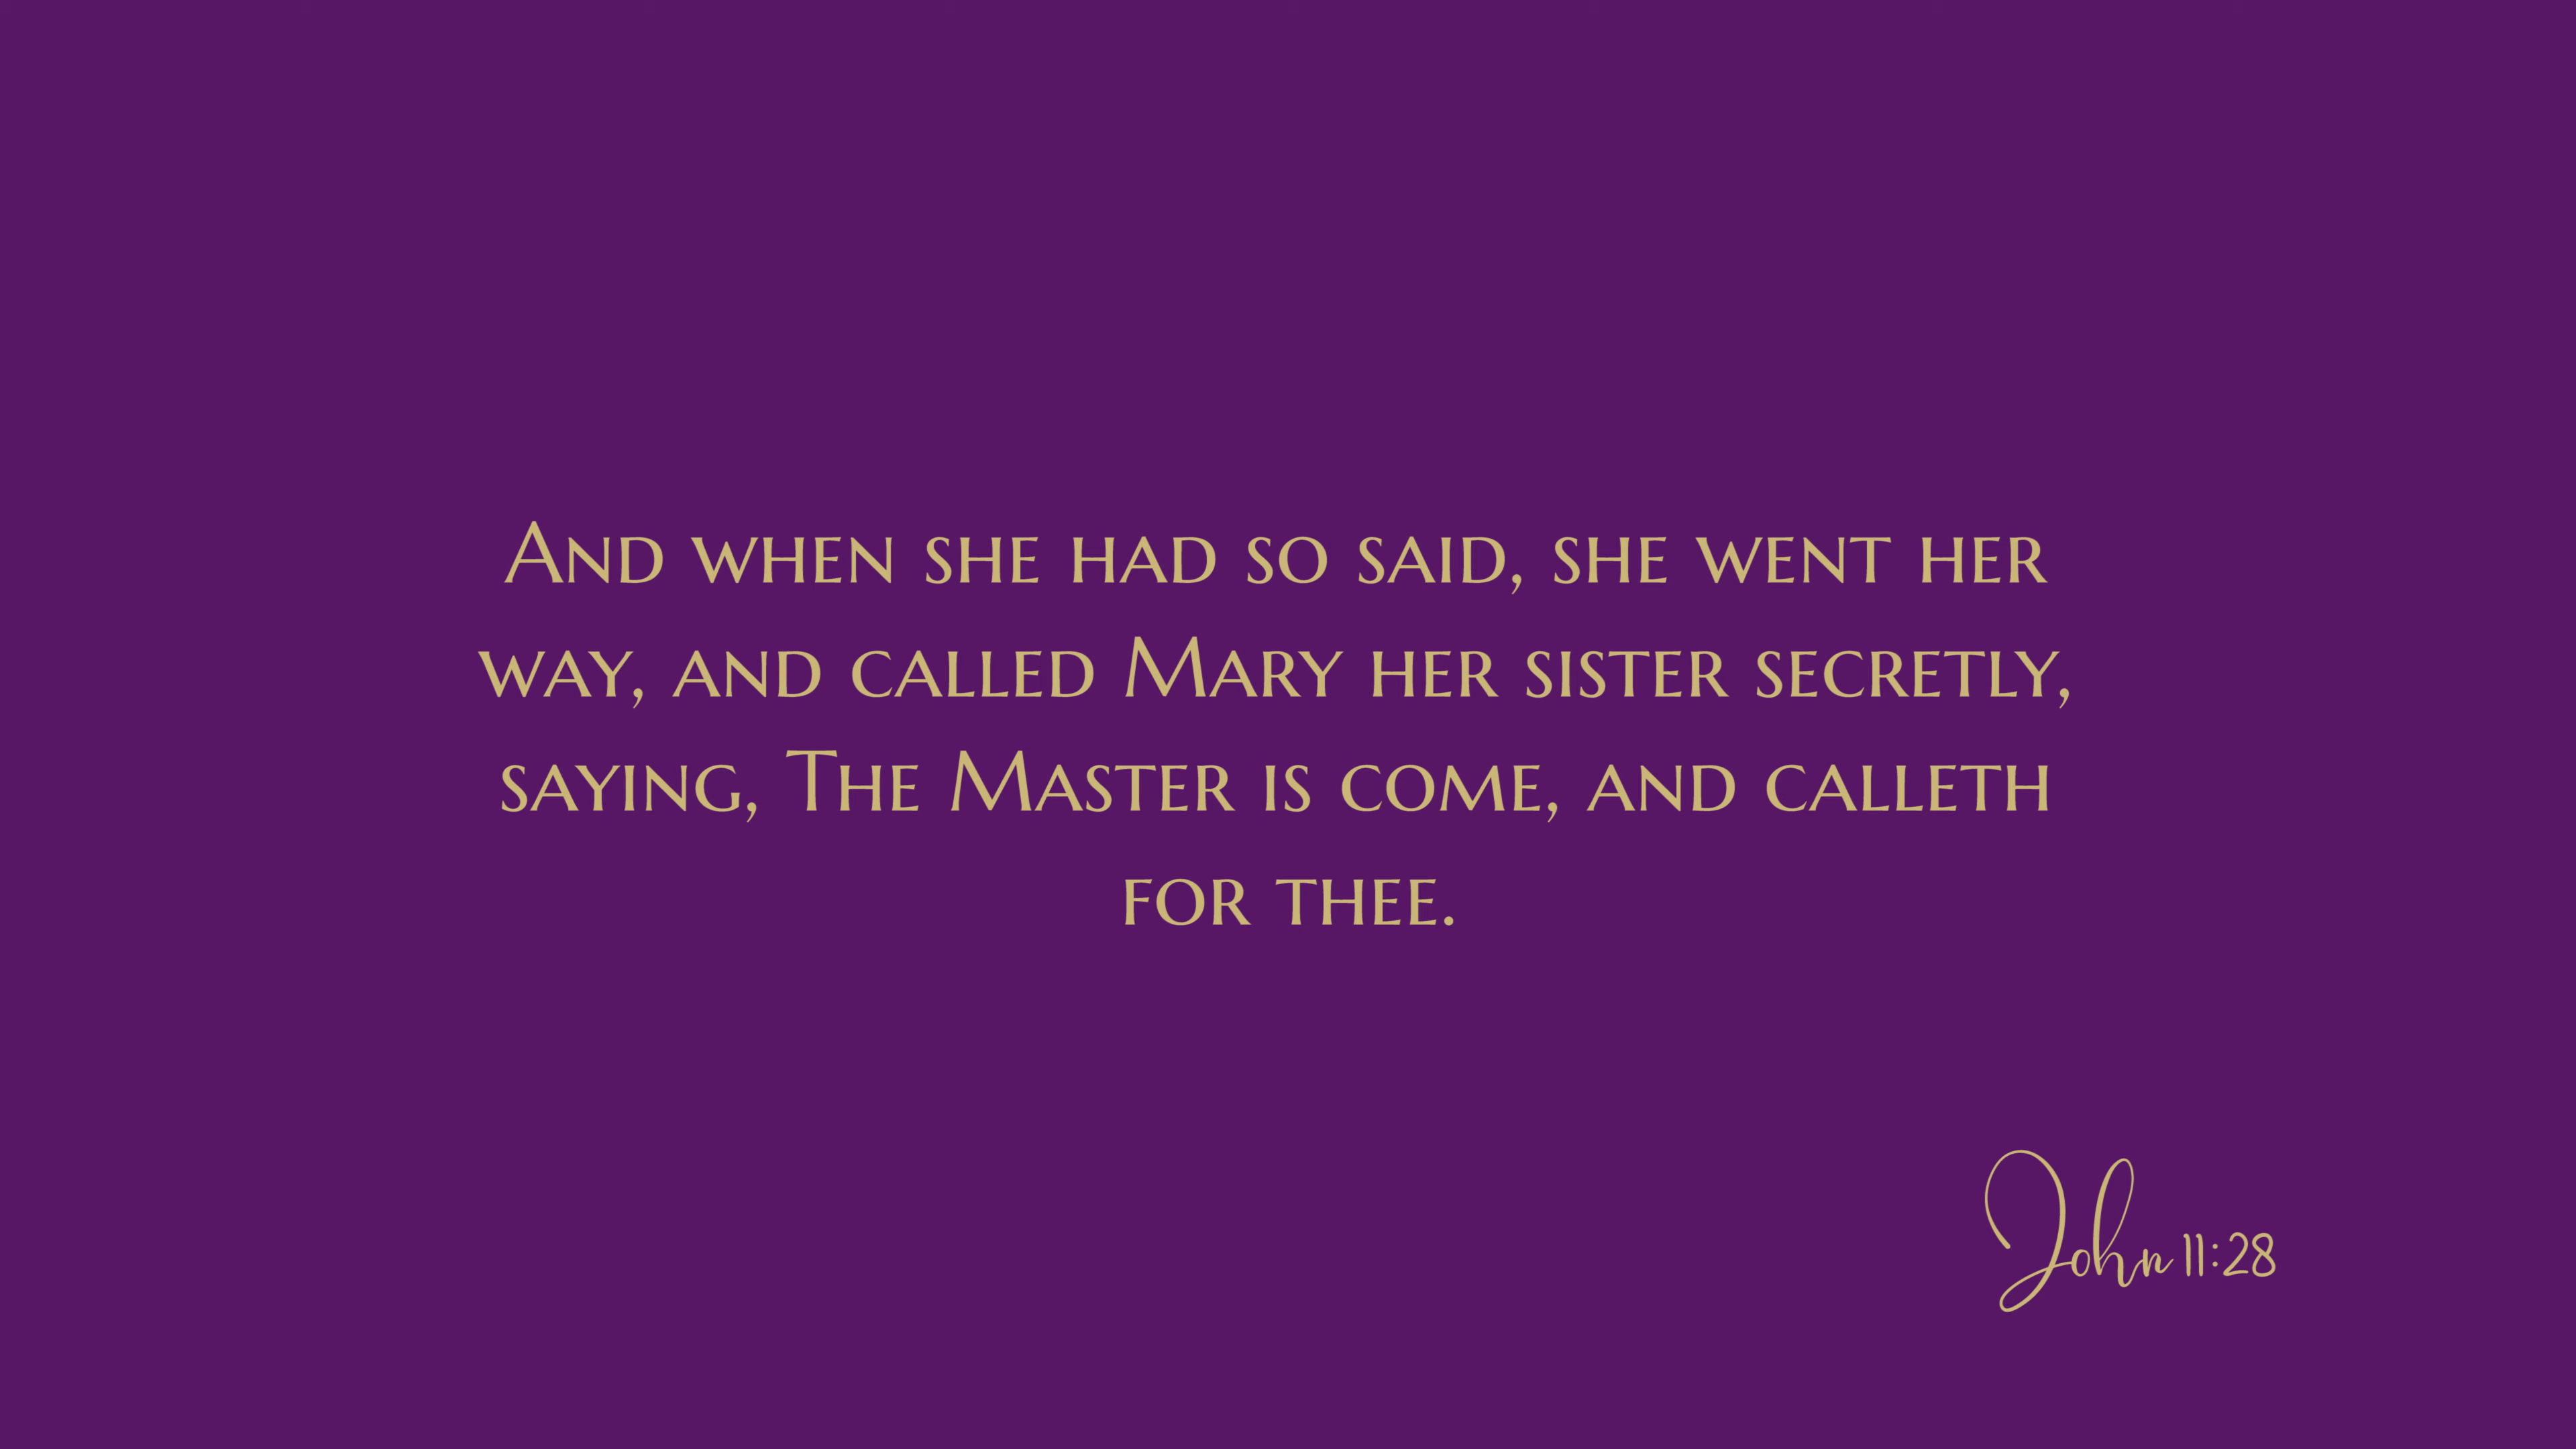 And when she had so said, she went her
way, and called Mary her sister secretly,
saying, The Master is come, and calleth
for thee.
John 11:28